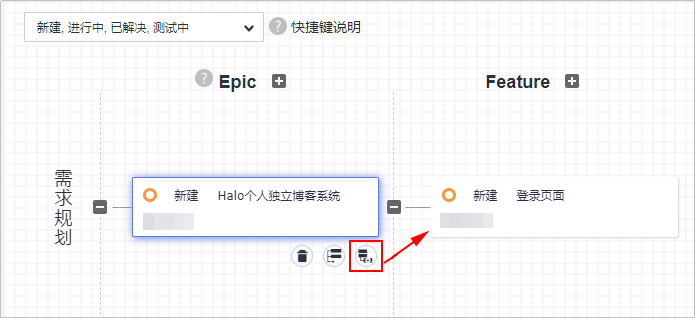 新建, 进行中, 已解决, 测试中
? 快捷键说明
? Epic
Feature
需求规划
新建 Halo个人独立博客系统
新建 登录页面